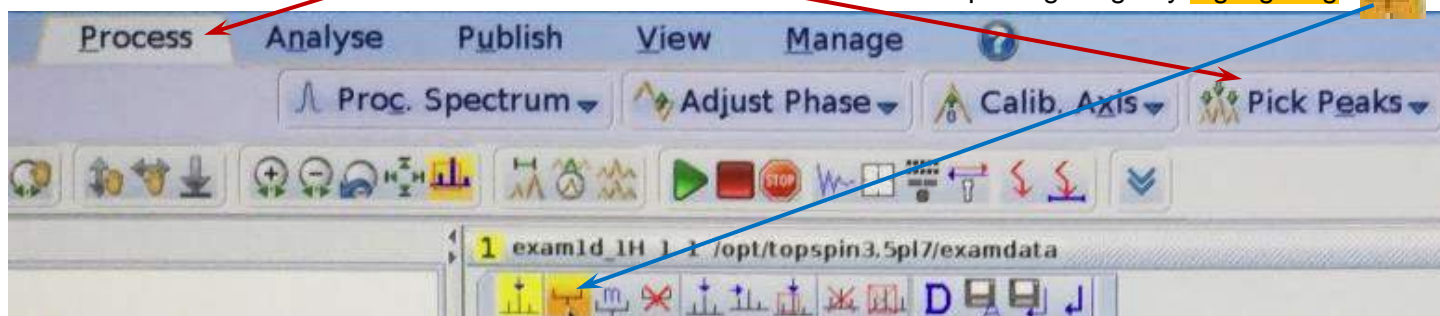 Process Analyse Publish View Manage ?
Proc. Spectrum Adjust Phase Calib. Axis Pick Peaks
STOP
1 exam1d_1H 1 1 /opt/topspin3.5pl7/examdata
m D